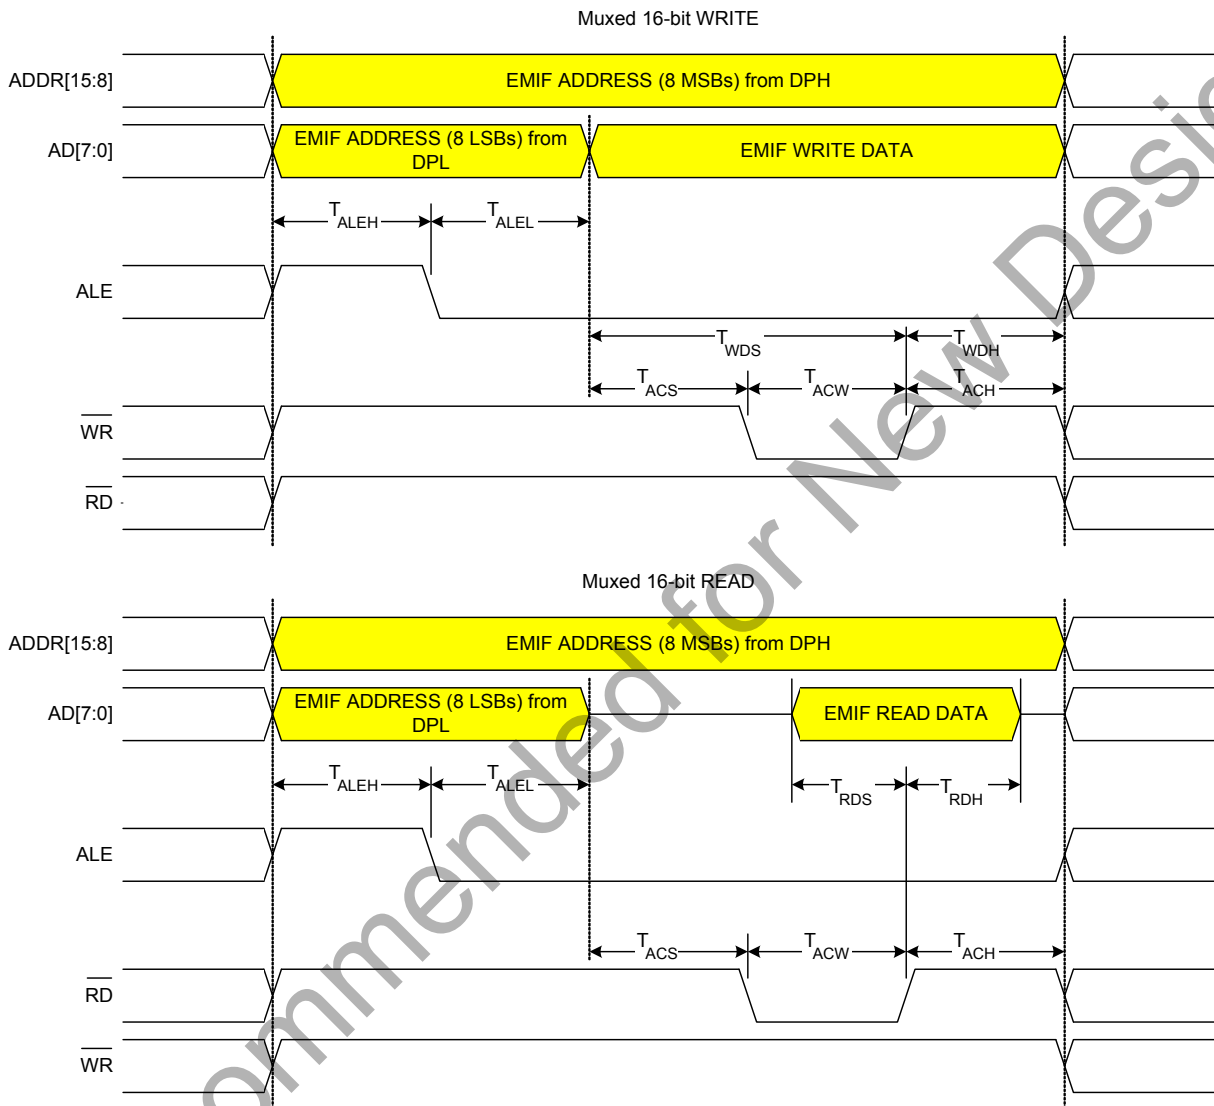 Muxed 16-bit WRITE
ADDR[15:8]
EMIF ADDRESS (8 MSBs) from DPH
AD[7:0]
EMIF ADDRESS (8 LSBs) from
DPL
EMIF WRITE DATA
TALEH
TALEL
ALE
TWDS
TWDH
TACS
TACW
TACH
WR
RD
Muxed 16-bit READ
ADDR[15:8]
EMIF ADDRESS (8 MSBs) from DPH
AD[7:0]
EMIF ADDRESS (8 LSBs) from
DPL
EMIF READ DATA
TALEH
TALEL
TRDS
TRDH
ALE
TACS
TACW
TACH
RD
WR
ommended for New Desig